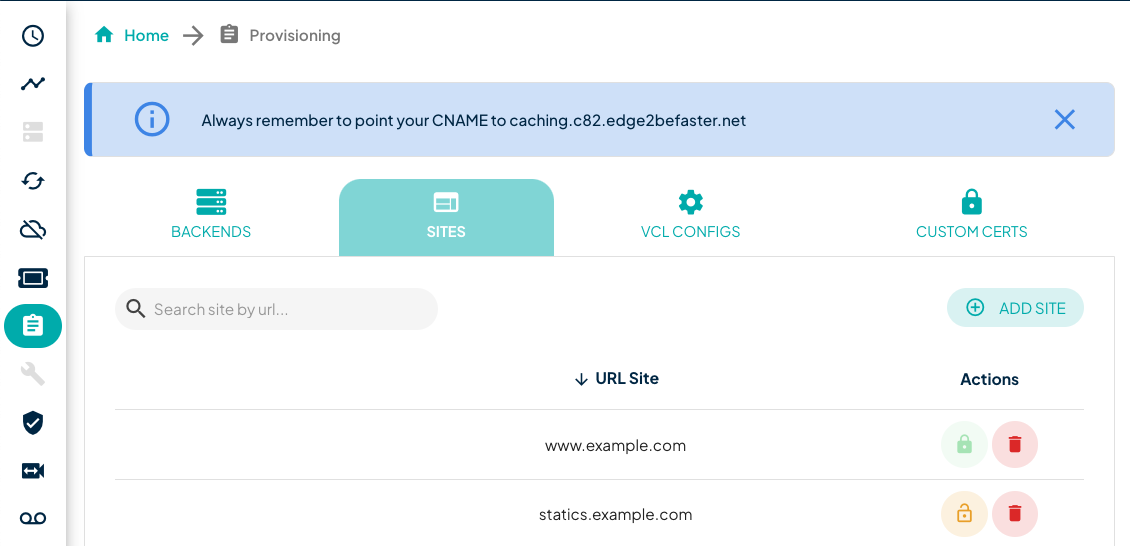 Home Provisioning
Always remember to point your CNAME to caching.c82.edge2befaster.net
BACKENDS SITES VCL CONFIGS CUSTOM CERTS
Search site by url... ADD SITE
URL Site Actions
www.example.com
statics.example.com